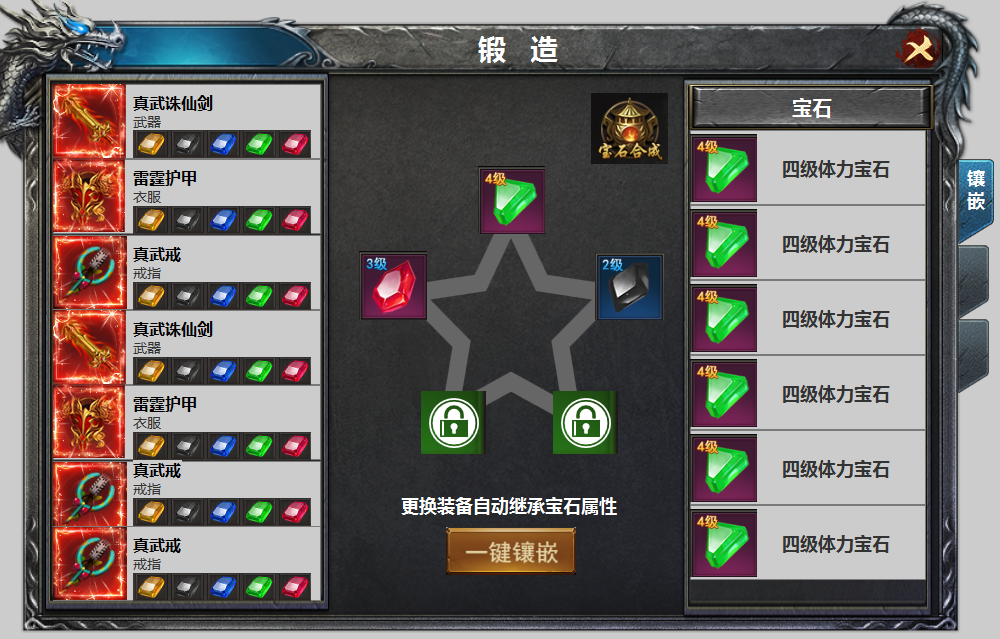 锻 造
真武诛仙剑
武器
雷霆护甲
衣服
真武戒
戒指
真武诛仙剑
武器
雷霆护甲
衣服
真武戒
戒指
真武戒
戒指
宝石合成
4级
3级
2级
更换装备自动继承宝石属性
一键镶嵌
宝石
4级
四级体力宝石
4级
四级体力宝石
4级
四级体力宝石
4级
四级体力宝石
4级
四级体力宝石
4级
四级体力宝石
镶嵌